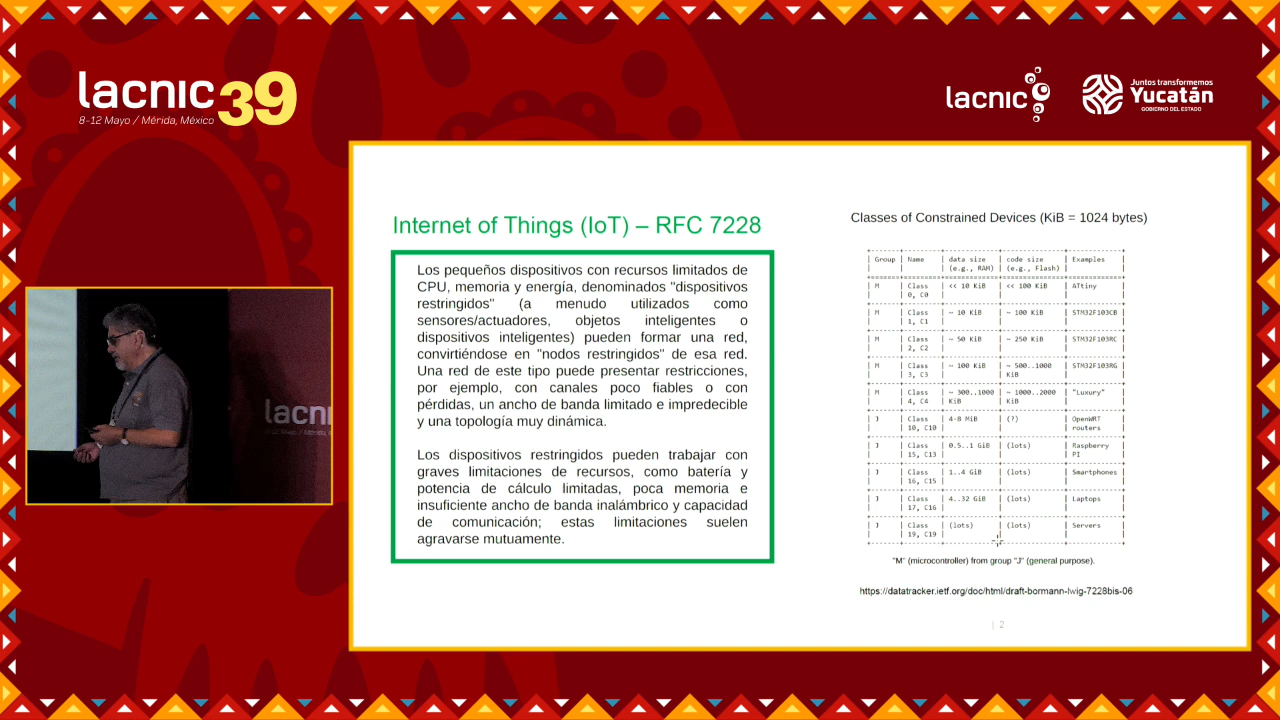 lacnic 39
8-12 Mayo / Mérida, México
lacnic
Juntos transformemos
Yucatán
GOBIERNO DEL ESTADO
Internet of Things (IoT) – RFC 7228
Los pequeños dispositivos con recursos limitados de
CPU, memoria y energía, denominados "dispositivos
restringidos" (a menudo utilizados como
sensores/actuadores, objetos inteligentes o
dispositivos inteligentes) pueden formar una red,
convirtiéndose en "nodos restringidos" de esa red.
Una red de este tipo puede presentar restricciones,
por ejemplo, con canales poco fiables o con
pérdidas, un ancho de banda limitado e impredecible
y una topología muy dinámica.
Los dispositivos restringidos pueden trabajar con
graves limitaciones de recursos, como batería y
potencia de cálculo limitadas, poca memoria e
insuficiente ancho de banda inalámbrico y capacidad
de comunicación; estas limitaciones suelen
agravarse mutuamente.
Classes of Constrained Devices (KiB = 1024 bytes)
| Group | Name | data size | code size | Examples |
| | | (e.g., RAM) | (e.g., Flash) | |
| M | Class | << 10 KiB | << 100 KiB | ATtiny |
| | 0, C0 | | | |
| M | Class | ~ 10 KiB | ~ 100 KiB | STM32F103CB |
| | 1, C1 | | | |
| M | Class | ~ 50 KiB | ~ 250 KiB | STM32F103RC |
| | 2, C2 | | | |
| M | Class | ~ 100 KiB | ~ 500..1000 | STM32F103RG |
| | 3, C3 | | KiB | |
| M | Class | ~ 300..1000 | ~ 1000..2000 | "Luxury" |
| | 4, C4 | KiB | KiB | |
| J | Class | 4-8 MiB | (?) | OpenWRT |
| | 10, C10 | | | routers |
| J | Class | 0.5..1 GiB | (lots) | Raspberry |
| | 15, C13 | | | PI |
| J | Class | 1..4 GiB | (lots) | Smartphones |
| | 16, C15 | | | |
| J | Class | 4..32 GiB | (lots) | Laptops |
| | 17, C16 | | | |
| J | Class | (lots) | (lots) | Servers |
| | 19, C19 | | | |
"M" (microcontroller) from group "J" (general purpose).
https://datatracker.ietf.org/doc/html/draft-bormann-lwig-7228bis-06
| 2
lacni